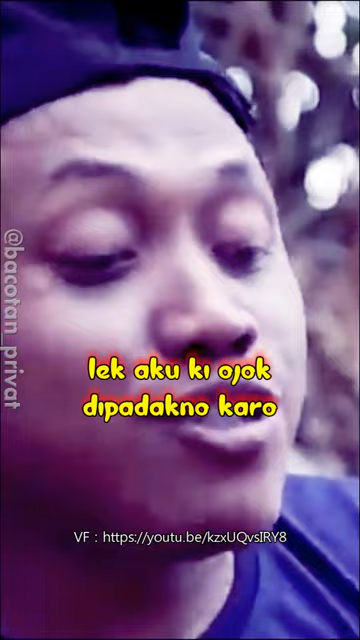 @bacotan_privat
lek aku ki ojok
dipadakno karo
VF : https://youtu.be/kzxUQvsIRY8